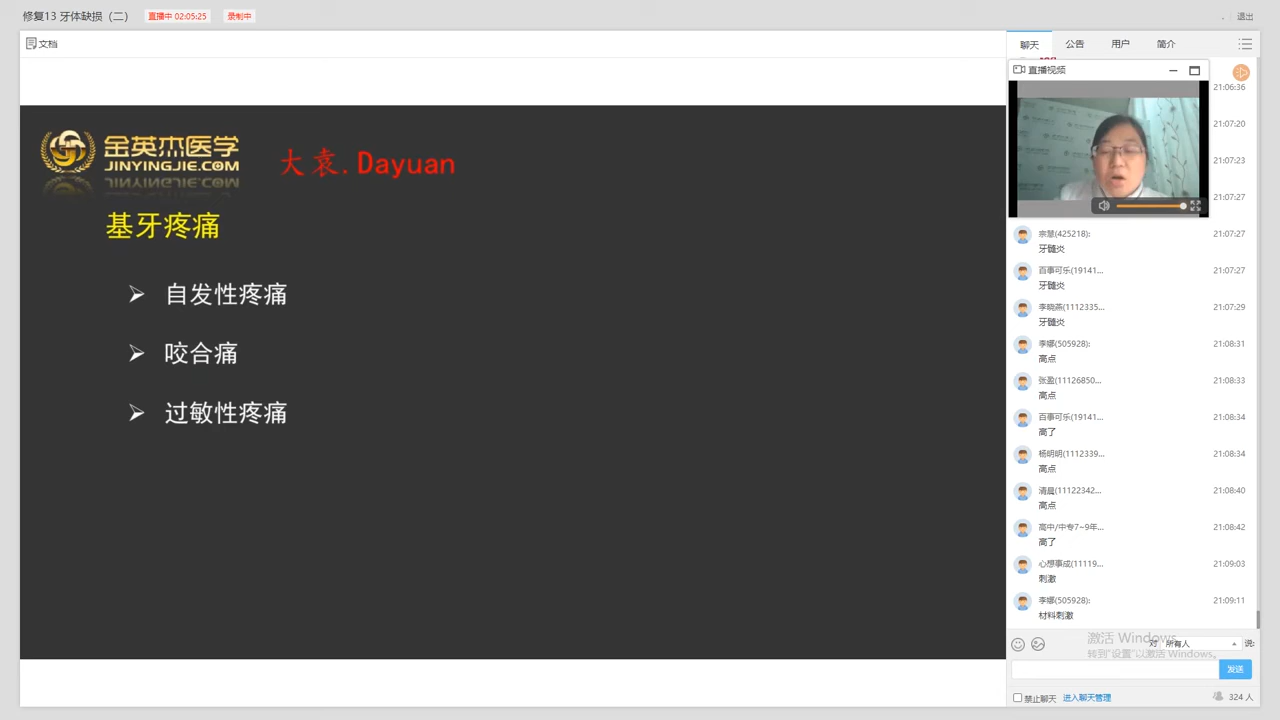 修复13 牙体缺损（二）
直播中 02:05:25
录制中
退出
文档
聊天
公告
用户
简介
直播视频
金英杰医学
JINYINGJIE.COM
大袁.Dayuan
基牙疼痛
➢ 自发性疼痛
➢ 咬合痛
➢ 过敏性疼痛
21:06:36
21:07:20
21:07:23
21:07:27
宗慧(425218):
21:07:27
牙髓炎
百事可乐(19141...
21:07:27
牙髓炎
李晓燕(1112335...
21:07:29
牙髓炎
李娜(505928):
21:08:31
高点
张盈(11126850...
21:08:33
高点
百事可乐(19141...
21:08:34
高了
杨明明(1112339...
21:08:34
高点
清晨(11122342...
21:08:40
高点
高中/中专7~9年...
21:08:42
高了
心想事成(11119...
21:09:03
刺激
李娜(505928):
21:09:11
材料刺激
激活 Windows
转到"设置"以激活 Windows。
对 所有人 说:
发送
禁止聊天
进入聊天管理
324 人